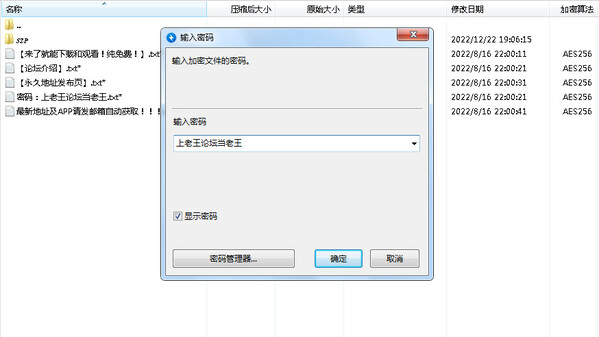 名称 压缩后大小 原始大小 类型 修改日期 加密算法
..
SZP 2022/12/22 19:06:15
【来了就能下载和观看！纯免费！】.txt* 2022/8/16 22:00:11 AES256
【论坛介绍】.txt* 2022/8/16 22:00:21 AES256
【永久地址发布页】.txt* 2022/8/16 22:00:31 AES256
密码：上老王论坛当老王.txt* 2022/8/16 22:00:21 AES256
最新地址及APP请发邮箱自动获取！！！ 2022/8/16 22:00:41 AES256
输入密码
输入加密文件的密码。
输入密码
上老王论坛当老王
显示密码
密码管理器... 确定 取消